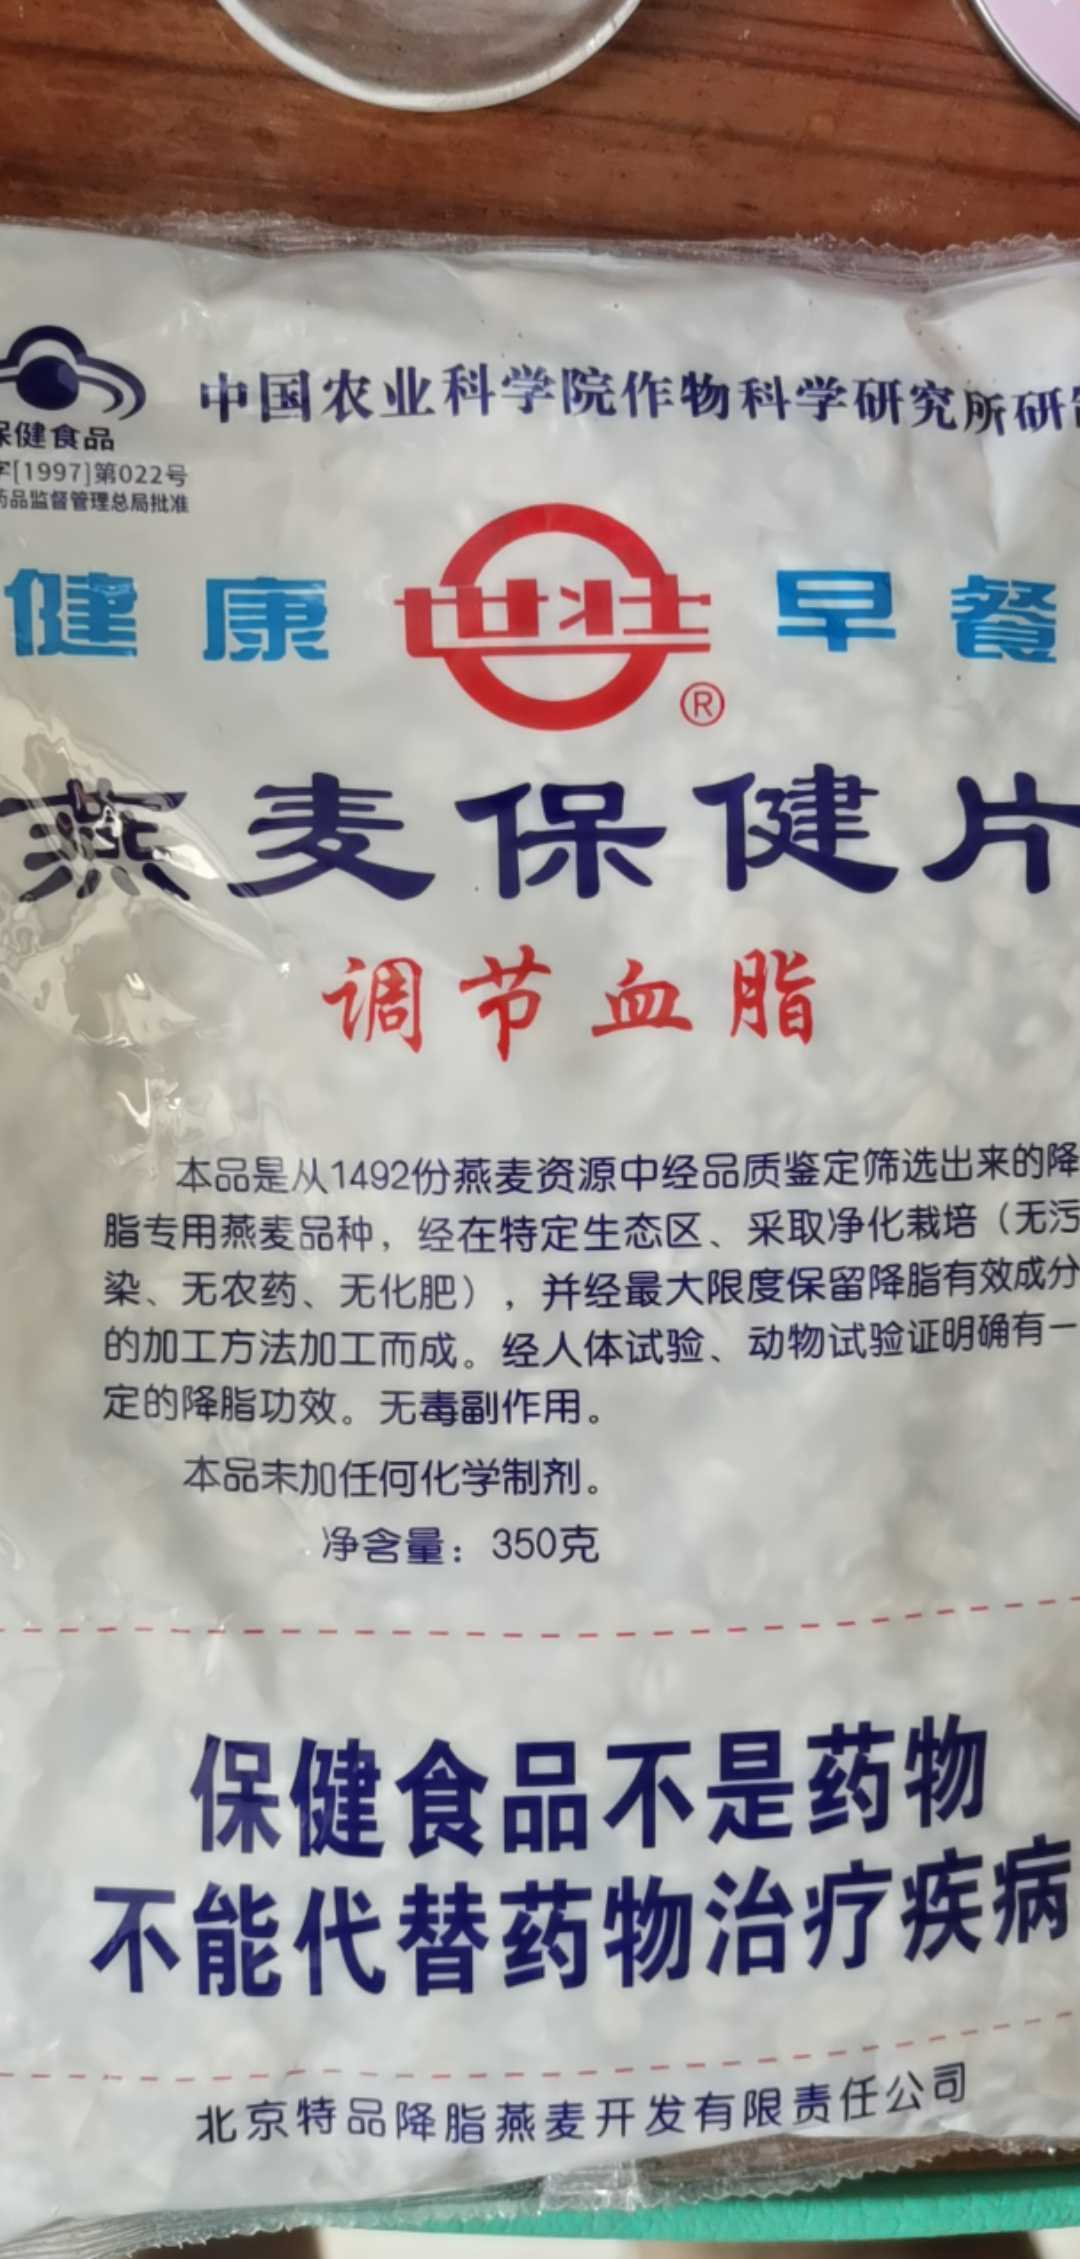 中国农业科学院作物科学研究所研制
保健食品
字[1997]第022号
药品监督管理总局批准
健康 世壮® 早餐
燕麦保健片
调节血脂
本品是从1492份燕麦资源中经品质鉴定筛选出来的降
脂专用燕麦品种，经在特定生态区、采取净化栽培（无污
染、无农药、无化肥），并经最大限度保留降脂有效成分
的加工方法加工而成。经人体试验、动物试验证明确有一
定的降脂功效。无毒副作用。
本品未加任何化学制剂。
净含量：350克
保健食品不是药物
不能代替药物治疗疾病
北京特品降脂燕麦开发有限责任公司